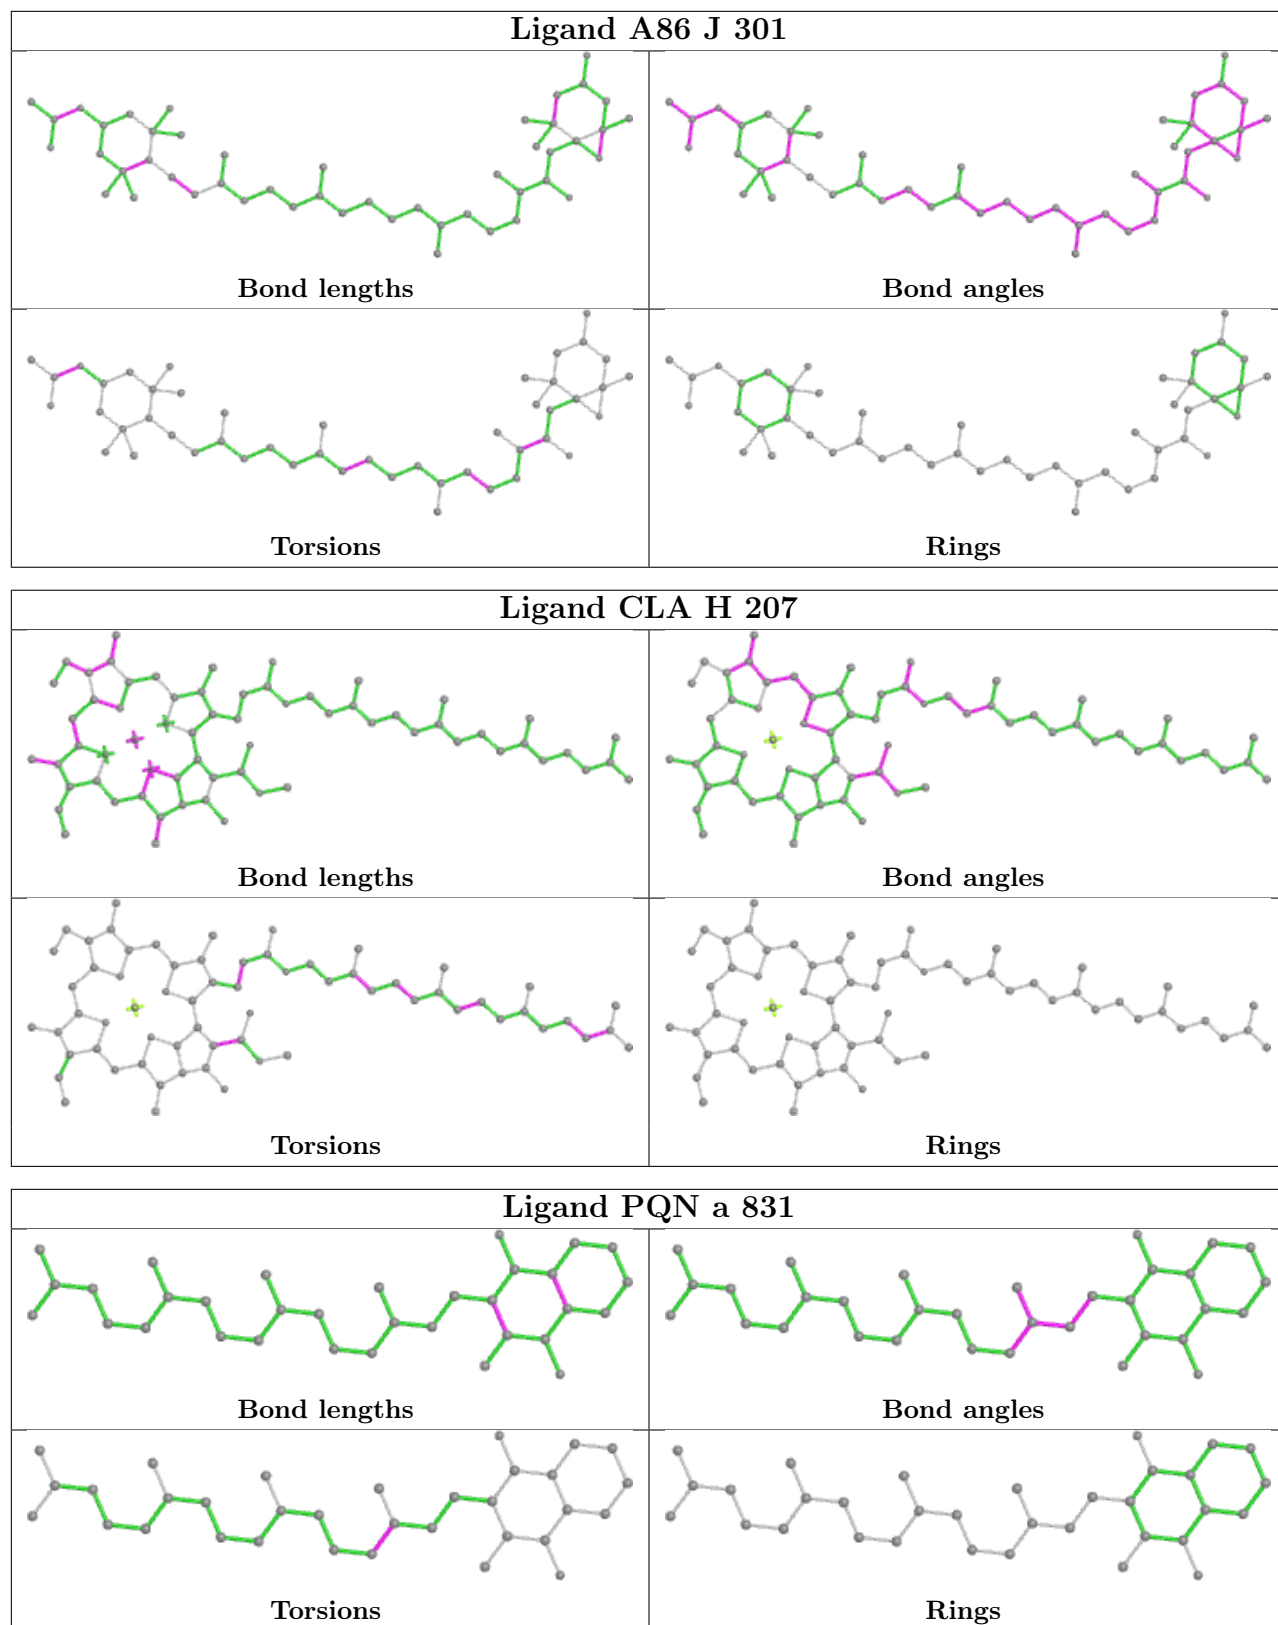 Ligand A86 J 301
Bond lengths
Bond angles
Torsions
Rings
Ligand CLA H 207
Bond lengths
Bond angles
Torsions
Rings
Ligand PQN a 831
Bond lengths
Bond angles
Torsions
Rings